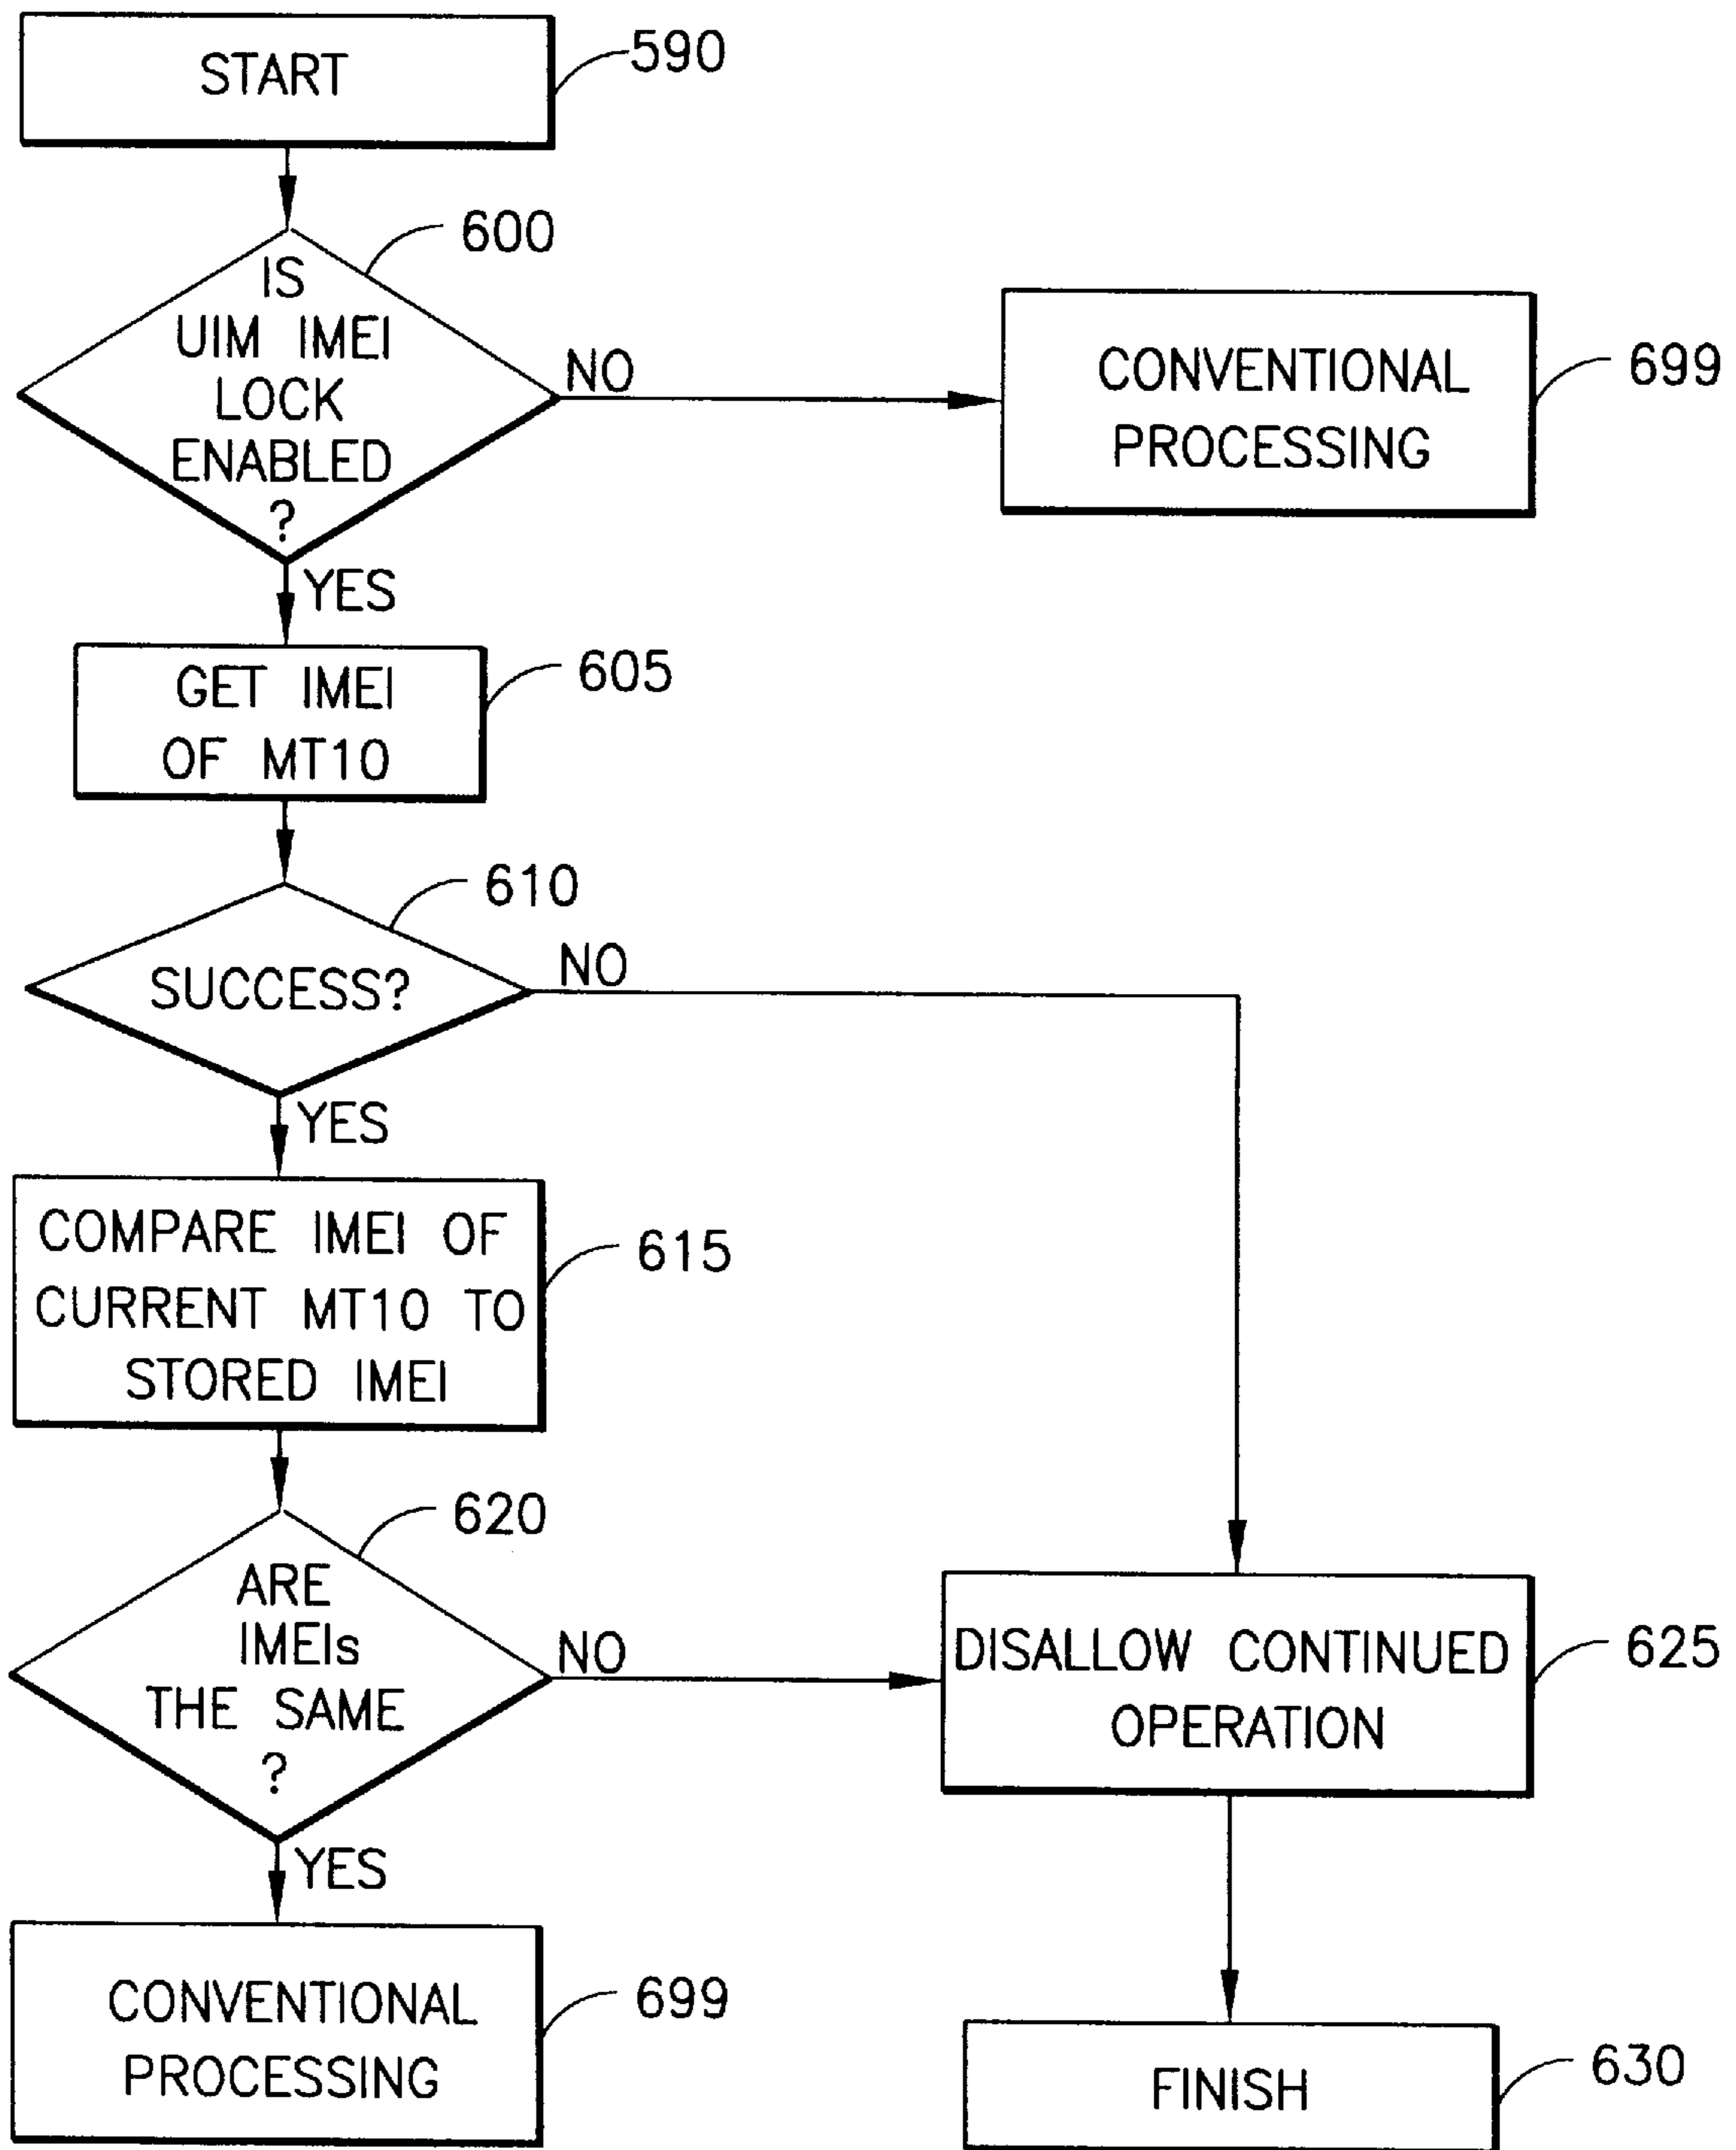 START
590
600
IS
UIM IMEI
LOCK
ENABLED
?
NO
CONVENTIONAL
PROCESSING
699
YES
GET IMEI
OF MT10
605
610
SUCCESS?
NO
YES
COMPARE IMEI OF
CURRENT MT10 TO
STORED IMEI
615
620
ARE
IMEIs
THE SAME
?
NO
DISALLOW CONTINUED
OPERATION
625
YES
CONVENTIONAL
PROCESSING
699
FINISH
630